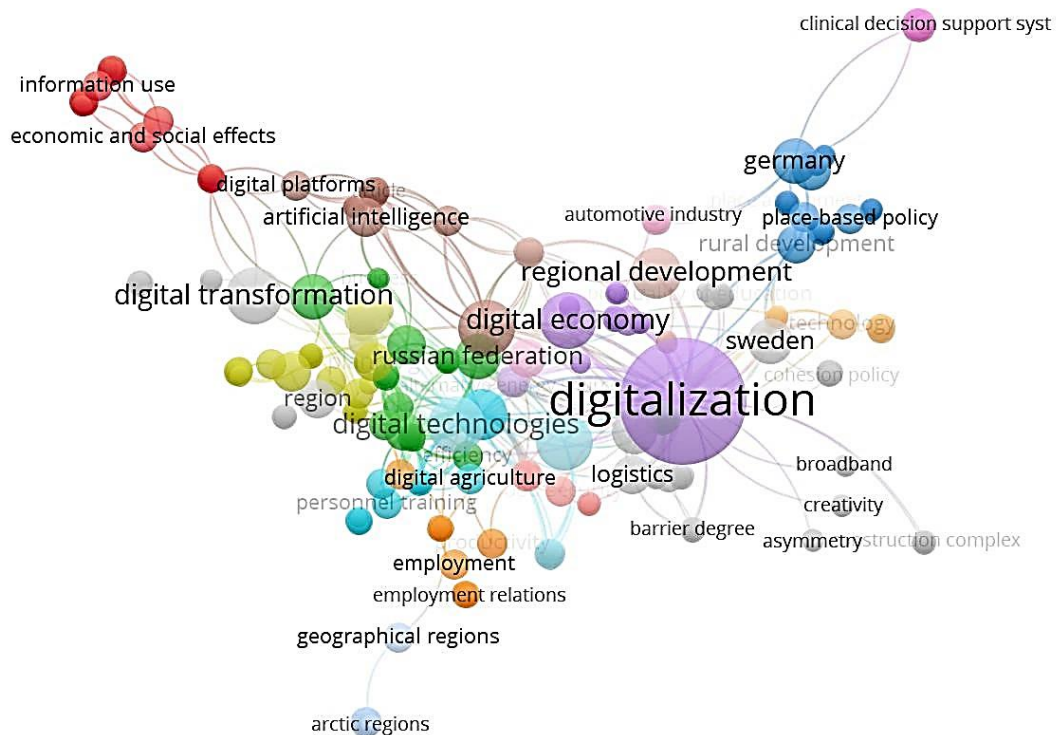 clinical decision support syst
information use
economic and social effects
germany
digital platforms
artificial intelligence
automotive industry
place-based policy
rural development
regional development
digital transformation
digital economy
technology
sweden
russian federation
cohesion policy
region
digitalization
digital technologies
efficiency
logistics
broadband
digital agriculture
personnel training
creativity
barrier degree
asymmetry
struction complex
productivity
employment
employment relations
geographical regions
arctic regions